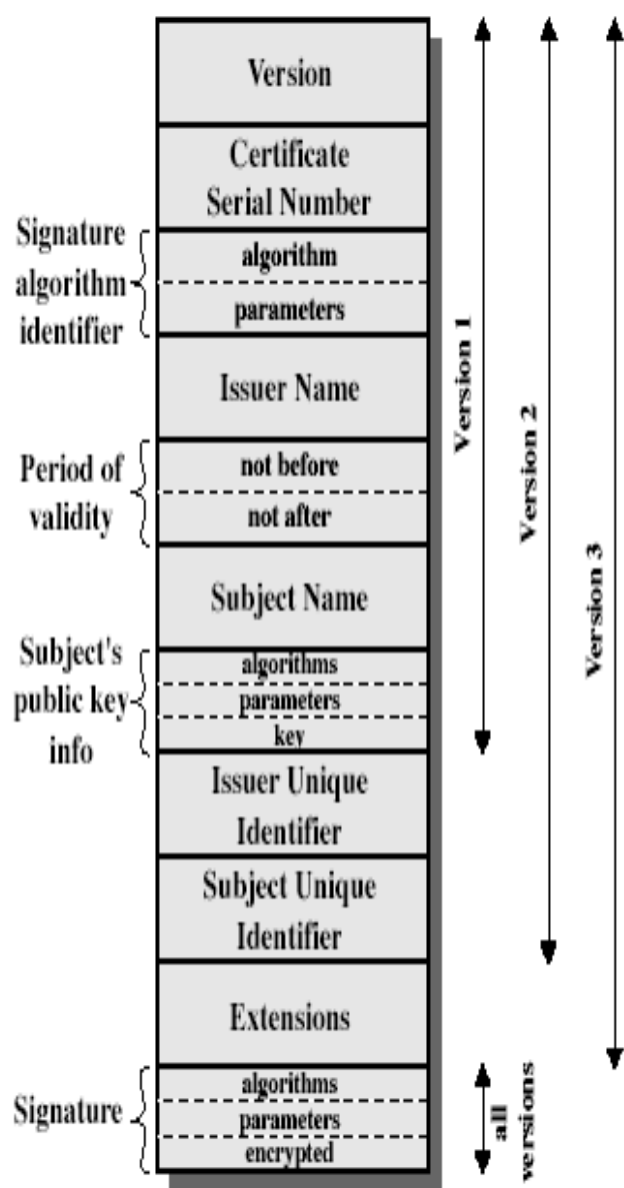 Version
Certificate
Serial Number
Signature
algorithm
identifier
algorithm
parameters
Issuer Name
Period of
validity
not before
not after
Subject Name
Subject's
public key
info
algorithms
parameters
key
Issuer Unique
Identifier
Subject Unique
Identifier
Extensions
Signature
algorithms
parameters
encrypted
Version 1
Version 2
Version 3
all
versions